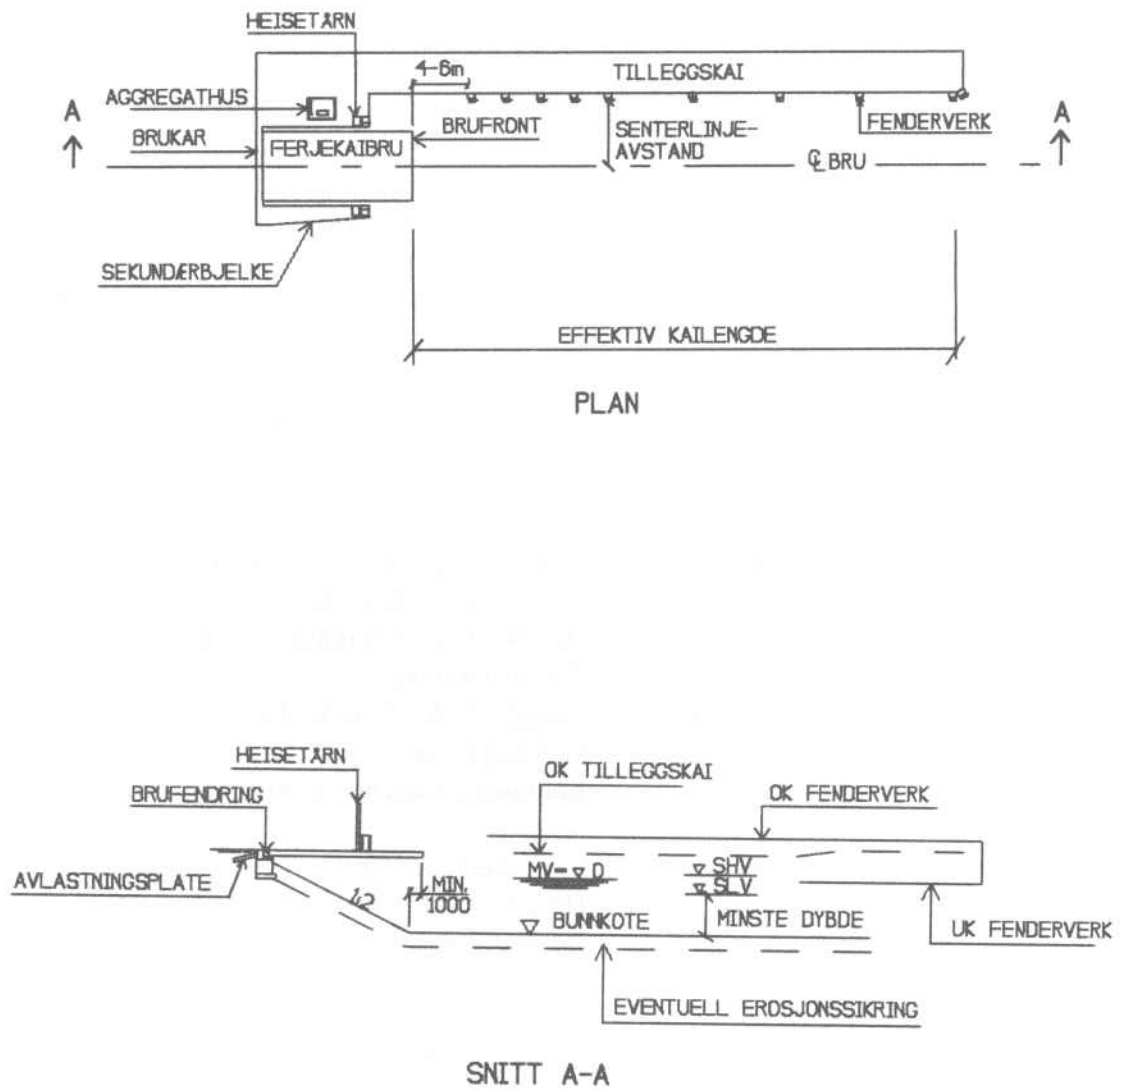 HEISETÅRN
4-6m
TILLEGGSKAI
AGGREGATHUS
A
BRUKAR
FERJEKAIBRU
BRUFRONT
SENTERLINJE-
AVSTAND
FENDERVERK
A
℄ BRU
SEKUNDÆRBJELKE
EFFEKTIV KAILENGDE
PLAN
HEISETÅRN
OK TILLEGGSKAI
BRUFENDRING
OK FENDERVERK
AVLASTNINGSPLATE
MV= 0
SHV
SLV
1:2
MIN.
1000
BUNNKOTE
MINSTE DYBDE
UK FENDERVERK
EVENTUELL EROSJONSSIKRING
SNITT A-A